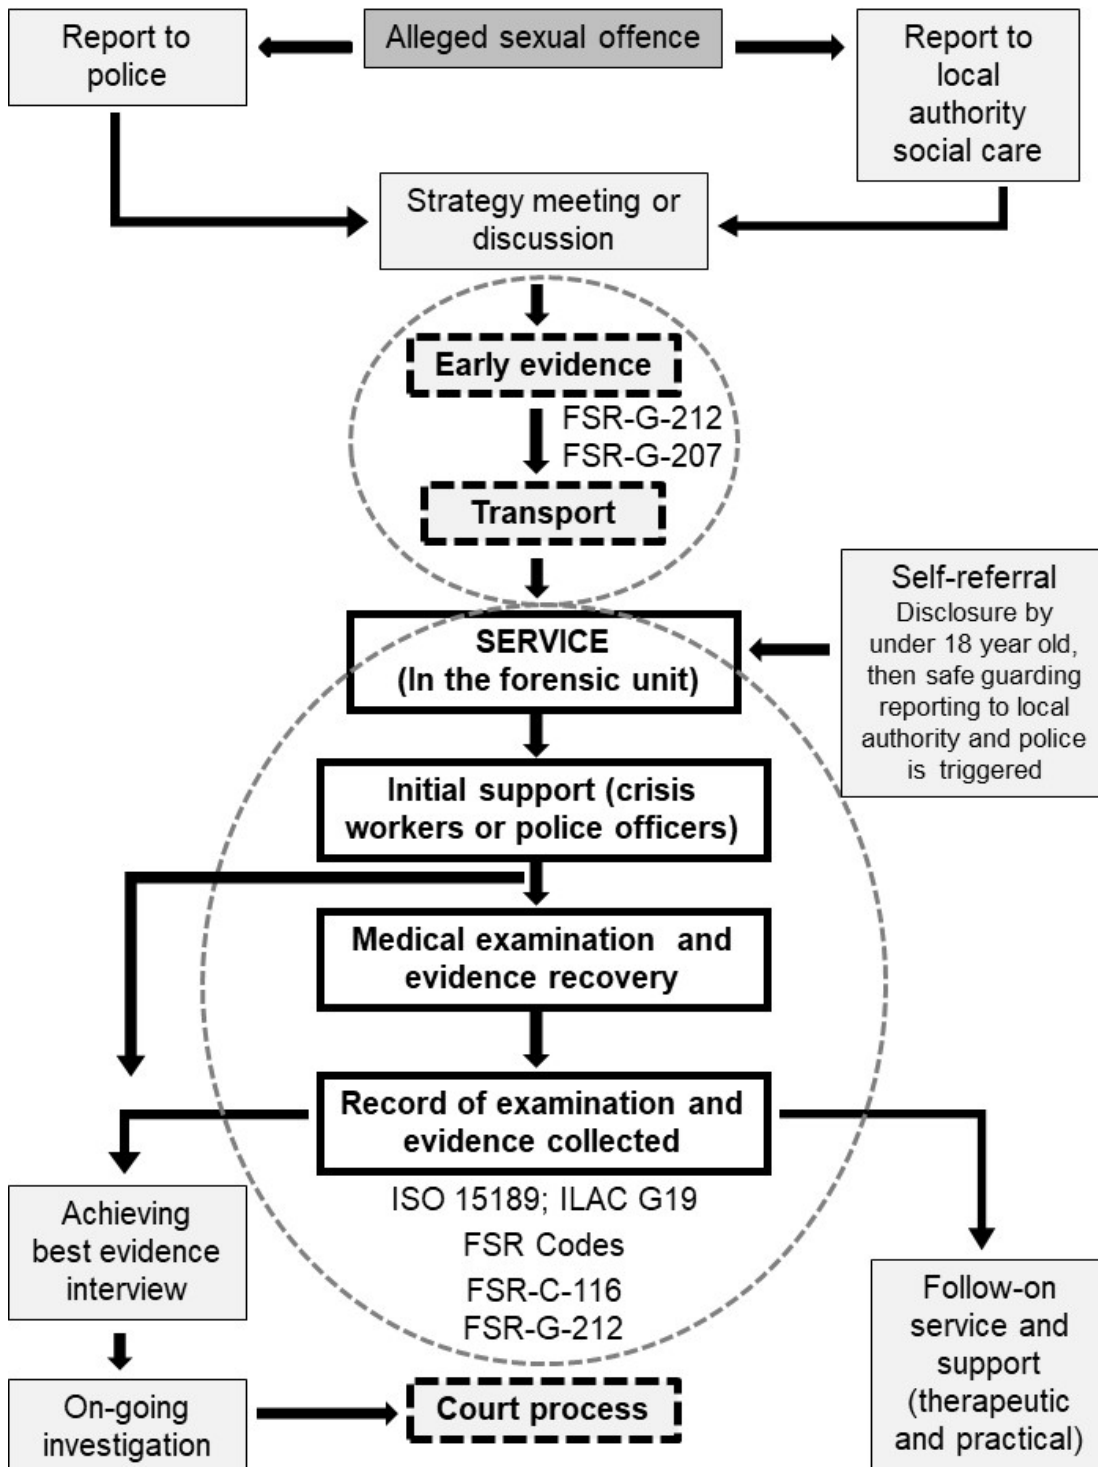 Report to
police
Alleged sexual offence
Report to
local
authority
social care
Strategy meeting or
discussion
Early evidence
FSR-G-212
FSR-G-207
Transport
Self-referral
Disclosure by
under 18 year old,
then safe guarding
reporting to local
authority and police
is triggered
SERVICE
(In the forensic unit)
Initial support (crisis
workers or police officers)
Medical examination and
evidence recovery
Record of examination and
evidence collected
ISO 15189; ILAC G19
FSR Codes
FSR-C-116
FSR-G-212
Achieving
best evidence
interview
Follow-on
service and
support
(therapeutic
and practical)
On-going
investigation
Court process